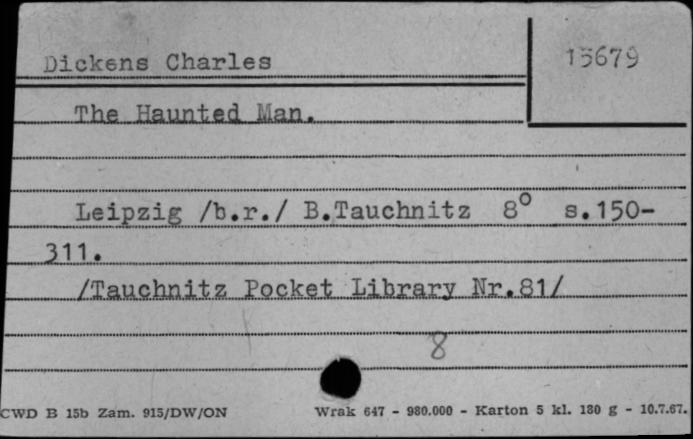 Dickens Charles
15679
The Haunted Man.
Leipzig /b.r./ B.Tauchnitz 8° s.150-
311.
/Tauchnitz Pocket Library Nr.81/
8
CWD B 15b Zam. 915/DW/ON
Wrak 647 - 980.000 - Karton 5 kl. 180 g - 10.7.67.